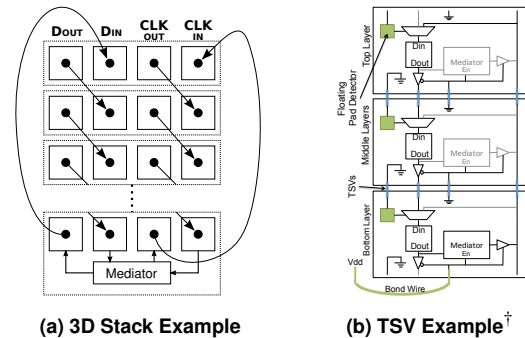 DOUT DIN CLK OUT CLK IN
Mediator
(a) 3D Stack Example
Top Layer
Floating
Pad Detector
Din
Dout
Mediator
En
Middle Layers
Din
Dout
Mediator
En
TSVs
Bottom Layer
Din
Dout
Mediator
En
Vdd
Bond Wire
(b) TSV Example†